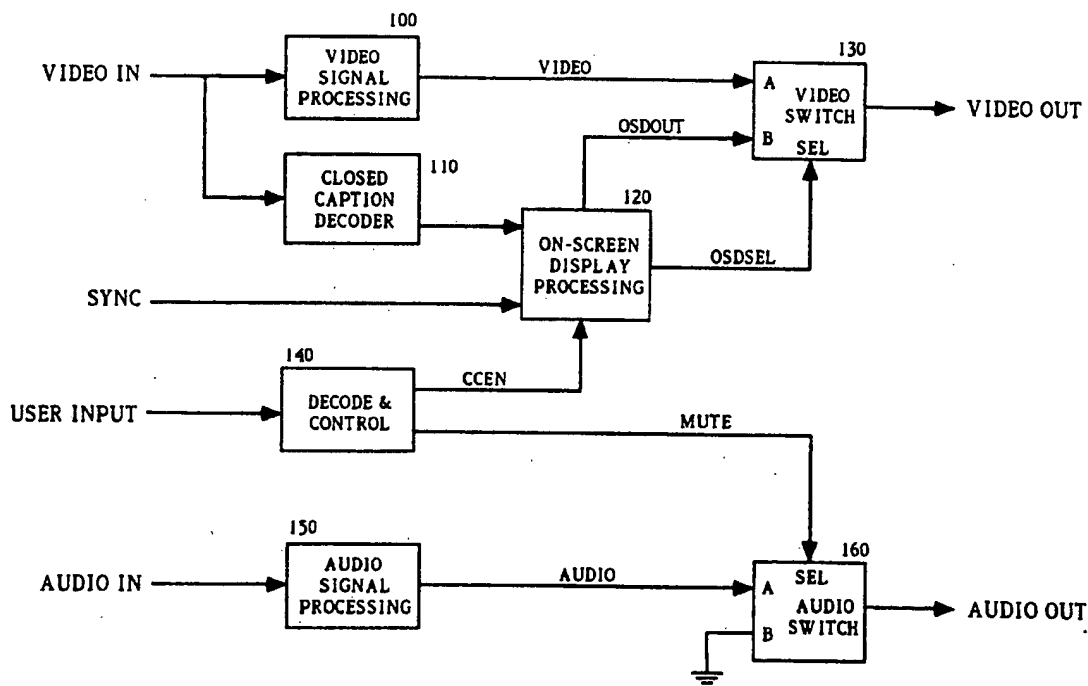 100
VIDEO
SIGNAL
PROCESSING
VIDEO IN
VIDEO
130
A
VIDEO
SWITCH
B
SEL
VIDEO OUT
OSDOUT
110
CLOSED
CAPTION
DECODER
120
ON-SCREEN
DISPLAY
PROCESSING
OSDSEL
SYNC
140
DECODE &
CONTROL
CCEN
USER INPUT
MUTE
150
AUDIO
SIGNAL
PROCESSING
AUDIO IN
AUDIO
160
SEL
A
AUDIO
SWITCH
B
AUDIO OUT